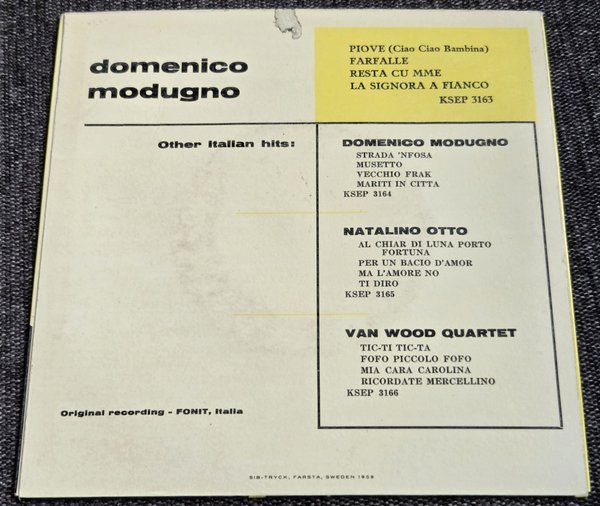 domenico
modugno
PIOVE (Ciao Ciao Bambina)
FARFALLE
RESTA CU MME
LA SIGNORA A FIANCO
KSEP 3163
Other Italian hits:
DOMENICO MODUGNO
STRADA 'NFOSA
MUSETTO
VECCHIO FRAK
MARITI IN CITTA
KSEP 3164
NATALINO OTTO
AL CHIAR DI LUNA PORTO
FORTUNA
PER UN BACIO D'AMOR
MA L'AMORE NO
TI DIRO
KSEP 3165
VAN WOOD QUARTET
TIC-TI TIC-TA
FOFO PICCOLO FOFO
MIA CARA CAROLINA
RICORDATE MERCELLINO
KSEP 3166
Original recording - FONIT, Italia
SIB-TRYCK, FARSTA, SWEDEN 1959